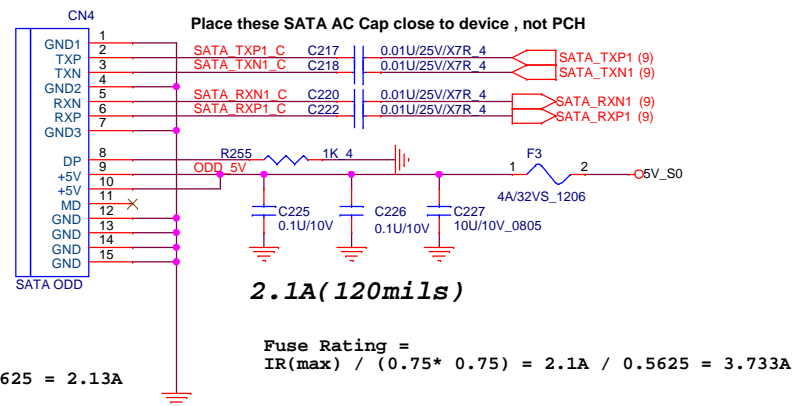 CN4
Place these SATA AC Cap close to device , not PCH
GND1 1
TXP 2 SATA_TXP1_C C217 0.01U/25V/X7R_4 SATA_TXP1 (9)
TXN 3 SATA_TXN1_C C218 0.01U/25V/X7R_4 SATA_TXN1 (9)
GND2 4
RXN 5 SATA_RXN1_C C220 0.01U/25V/X7R_4 SATA_RXN1 (9)
RXP 6 SATA_RXP1_C C222 0.01U/25V/X7R_4 SATA_RXP1 (9)
GND3 7
DP 8 R255 1K_4
+5V 9 ODD_5V 1 F3 2 5V_S0
+5V 10 4A/32VS_1206
MD 11
GND 12 C225 C226 C227
GND 13 0.1U/10V 0.1U/10V 10U/10V_0805
GND 14
GND 15
SATA ODD
2.1A(120mils)
Fuse Rating =
IR(max) / (0.75* 0.75) = 2.1A / 0.5625 = 3.733A
625 = 2.13A